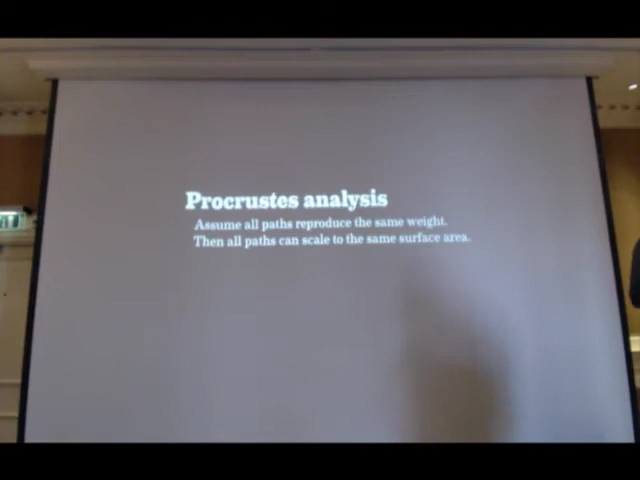 Procrustes analysis
Assume all paths reproduce the same weight.
Then all paths can scale to the same surface area.